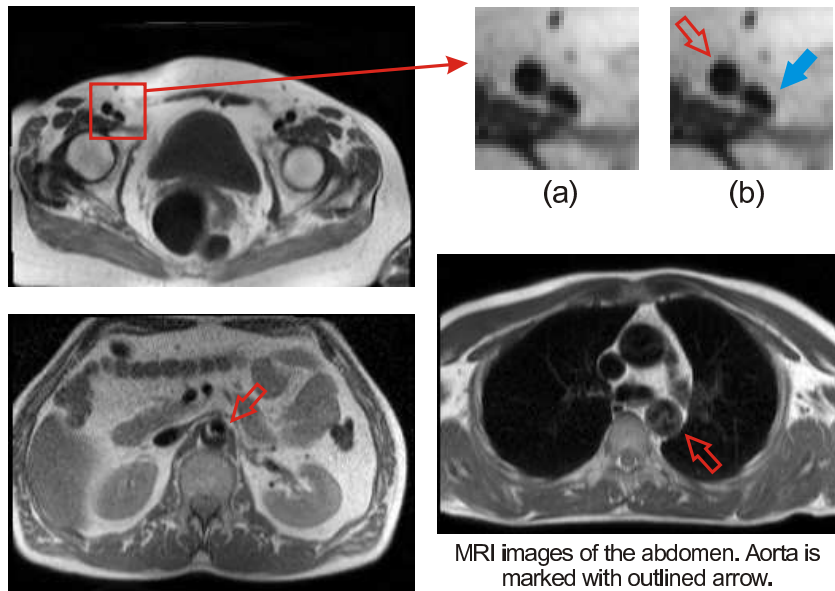 (a)
(b)
MRI images of the abdomen. Aorta is
marked with outlined arrow.